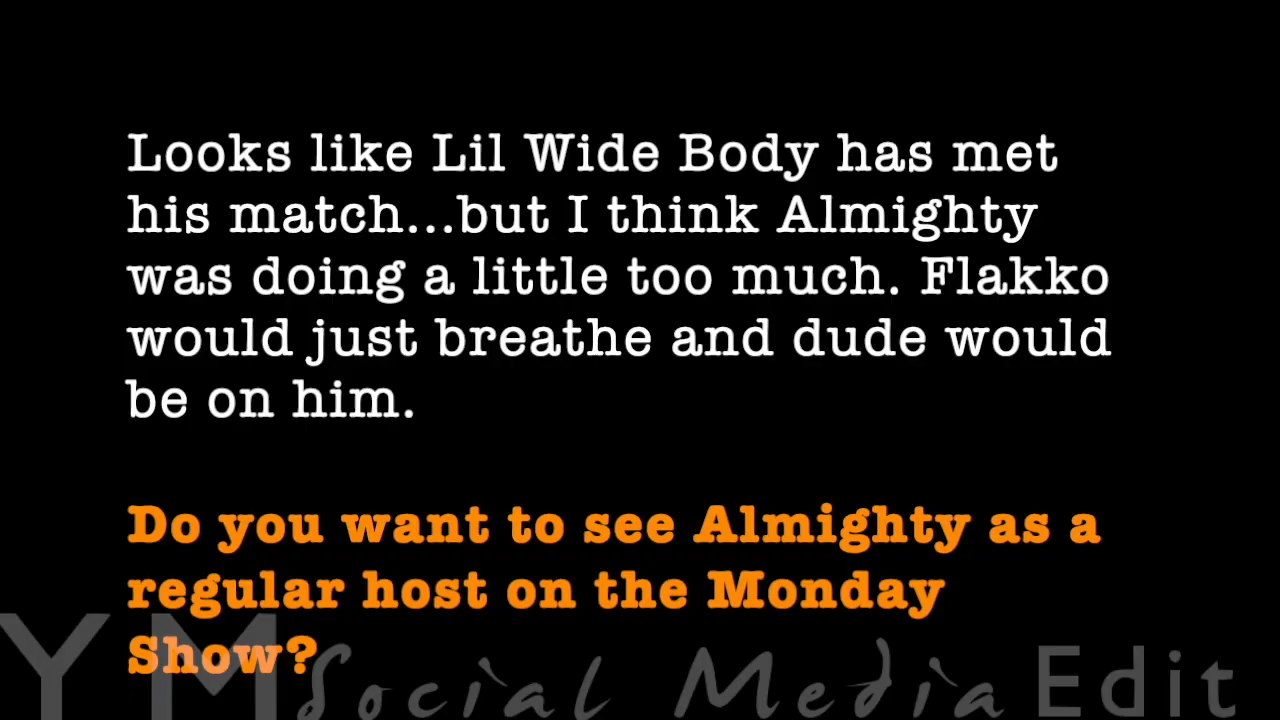 Looks like Lil Wide Body has met
his match...but I think Almighty
was doing a little too much. Flakko
would just breathe and dude would
be on him.
Do you want to see Almighty as a
regular host on the Monday
Show?
YM Social Media Edit